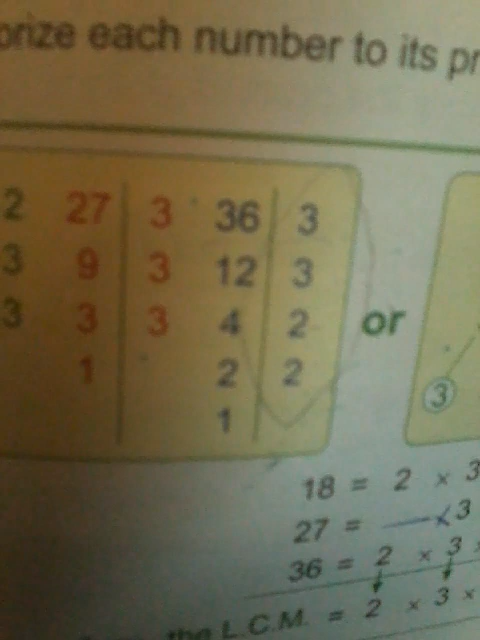 orize each number to its pr
2 27 3 36 3
3 9 3 12 3
3 3 3 4 2
1 2 2
1
or
3
18 = 2 × 3
27 = × 3
36 = 2 × 3 ×
the L.C.M. = 2 × 3 ×